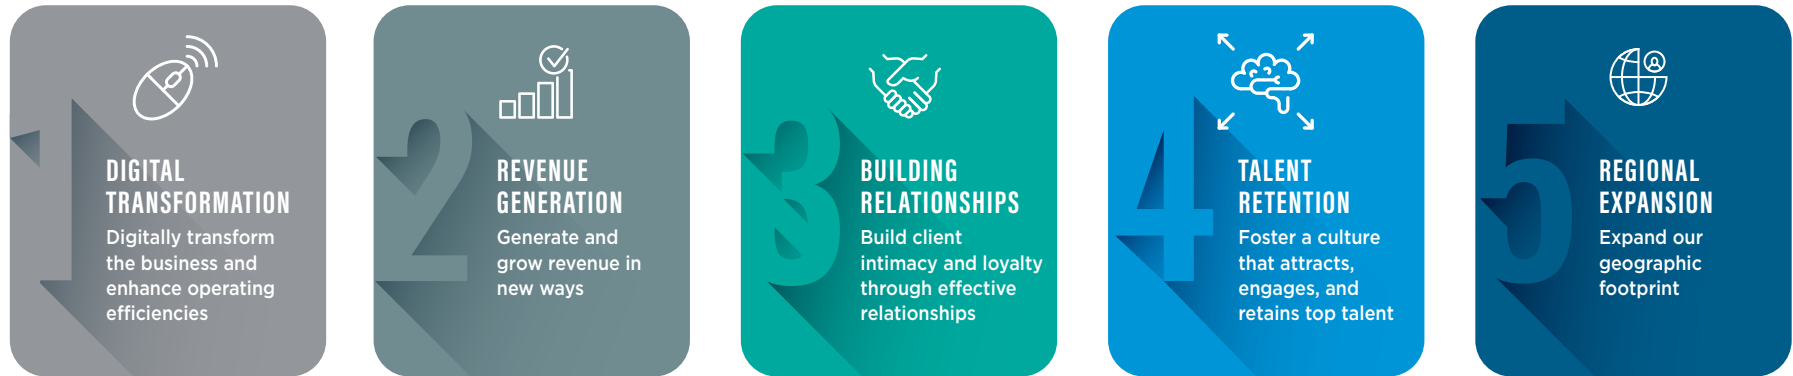 1
DIGITAL
TRANSFORMATION
Digitally transform
the business and
enhance operating
efficiencies
2
REVENUE
GENERATION
Generate and
grow revenue in
new ways
3
BUILDING
RELATIONSHIPS
Build client
intimacy and loyalty
through effective
relationships
4
TALENT
RETENTION
Foster a culture
that attracts,
engages, and
retains top talent
5
REGIONAL
EXPANSION
Expand our
geographic
footprint